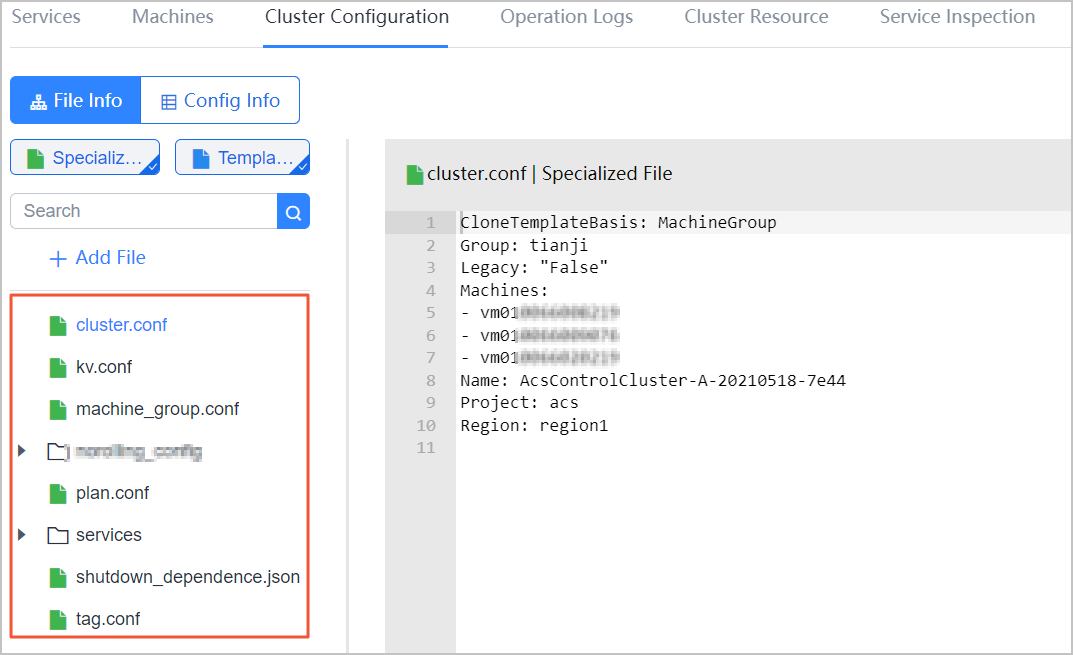 Services Machines Cluster Configuration Operation Logs Cluster Resource Service Inspection
File Info Config Info
Specializ... Templa...
Search
+ Add File
cluster.conf
kv.conf
machine_group.conf
plan.conf
services
shutdown_dependence.json
tag.conf
cluster.conf | Specialized File
1 CloneTemplateBasis: MachineGroup
2 Group: tianji
3 Legacy: "False"
4 Machines:
5 - vm01
6 - vm01
7 - vm01
8 Name: AcsControlCluster-A-20210518-7e44
9 Project: acs
10 Region: region1
11